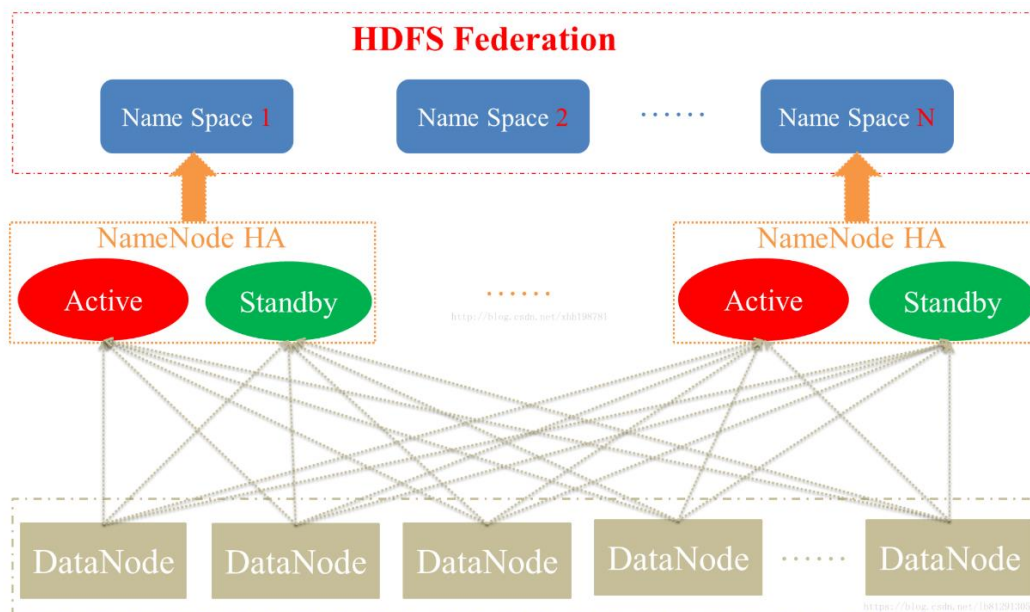 HDFS Federation
Name Space 1
Name Space 2
......
Name Space N
NameNode HA
NameNode HA
Active
Standby
......
Active
Standby
DataNode
DataNode
DataNode
DataNode
......
DataNode